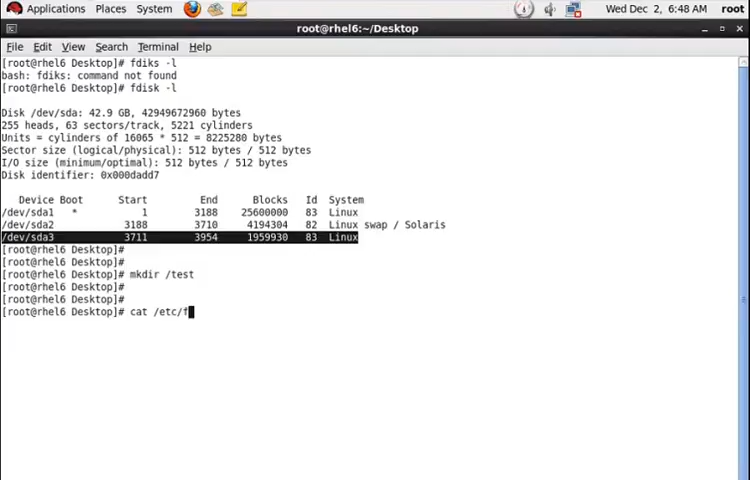 Applications Places System Wed Dec 2, 6:48 AM root
root@rhel6:~/Desktop
File Edit View Search Terminal Help
[root@rhel6 Desktop]# fdiks -l
bash: fdiks: command not found
[root@rhel6 Desktop]# fdisk -l
Disk /dev/sda: 42.9 GB, 42949672960 bytes
255 heads, 63 sectors/track, 5221 cylinders
Units = cylinders of 16065 * 512 = 8225280 bytes
Sector size (logical/physical): 512 bytes / 512 bytes
I/O size (minimum/optimal): 512 bytes / 512 bytes
Disk identifier: 0x000dadd7
Device Boot Start End Blocks Id System
/dev/sda1 * 1 3188 25600000 83 Linux
/dev/sda2 3188 3710 4194304 82 Linux swap / Solaris
/dev/sda3 3711 3954 1959930 83 Linux
[root@rhel6 Desktop]#
[root@rhel6 Desktop]#
[root@rhel6 Desktop]# mkdir /test
[root@rhel6 Desktop]#
[root@rhel6 Desktop]#
[root@rhel6 Desktop]# cat /etc/f